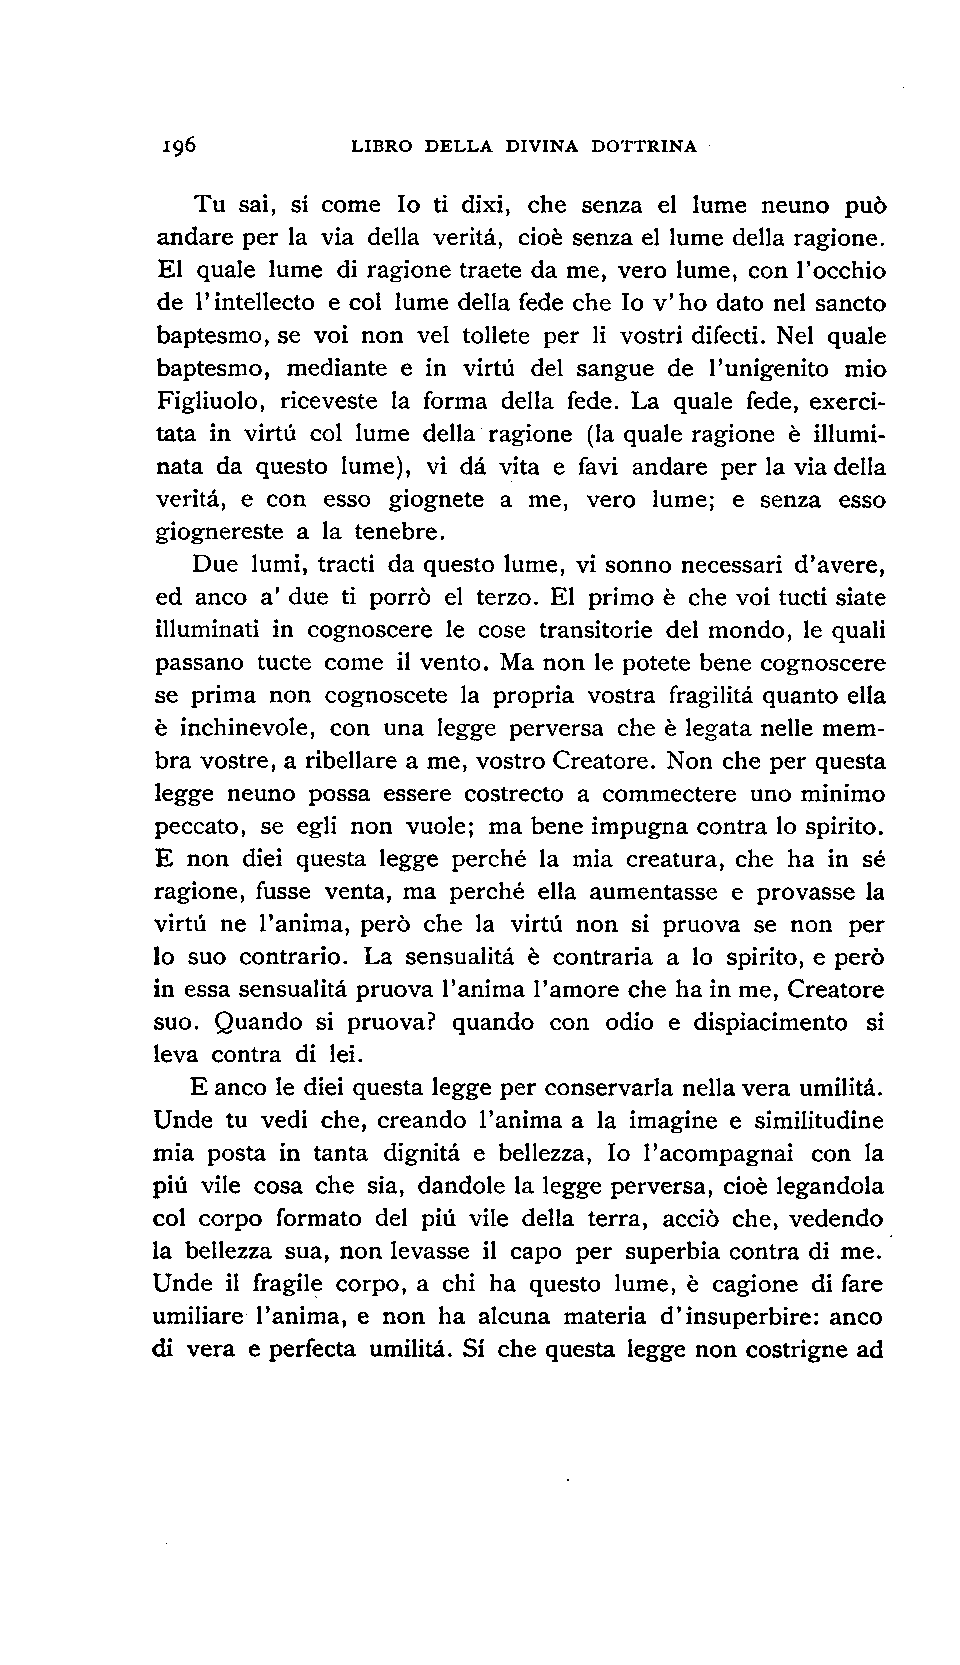 196 LIBRO DELLA DIVINA DOTTRINA
Tu sai, sí come Io ti dixi, che senza el lume neuno può
andare per la via della veritá, cioè senza el lume della ragione.
El quale lume di ragione traete da me, vero lume, con l'occhio
de l'intellecto e col lume della fede che Io v'ho dato nel sancto
baptesmo, se voi non vel tollete per li vostri difecti. Nel quale
baptesmo, mediante e in virtú del sangue de l'unigenito mio
Figliuolo, riceveste la forma della fede. La quale fede, exerci-
tata in virtú col lume della ragione (la quale ragione è illumi-
nata da questo lume), vi dá vita e favi andare per la via della
veritá, e con esso giognete a me, vero lume; e senza esso
giognereste a la tenebre.
Due lumi, tracti da questo lume, vi sonno necessari d'avere,
ed anco a' due ti porrò el terzo. El primo è che voi tucti siate
illuminati in cognoscere le cose transitorie del mondo, le quali
passano tucte come il vento. Ma non le potete bene cognoscere
se prima non cognoscete la propria vostra fragilitá quanto ella
è inchinevole, con una legge perversa che è legata nelle mem-
bra vostre, a ribellare a me, vostro Creatore. Non che per questa
legge neuno possa essere costrecto a commectere uno minimo
peccato, se egli non vuole; ma bene impugna contra lo spirito.
E non diei questa legge perché la mia creatura, che ha in sé
ragione, fusse venta, ma perché ella aumentasse e provasse la
virtú ne l'anima, però che la virtú non si pruova se non per
lo suo contrario. La sensualitá è contraria a lo spirito, e però
in essa sensualitá pruova l'anima l'amore che ha in me, Creatore
suo. Quando si pruova? quando con odio e dispiacimento si
leva contra di lei.
E anco le diei questa legge per conservarla nella vera umilitá.
Unde tu vedi che, creando l'anima a la imagine e similitudine
mia posta in tanta dignitá e bellezza, Io l'acompagnai con la
piú vile cosa che sia, dandole la legge perversa, cioè legandola
col corpo formato del piú vile della terra, acciò che, vedendo
la bellezza sua, non levasse il capo per superbia contra di me.
Unde il fragile corpo, a chi ha questo lume, è cagione di fare
umiliare l'anima, e non ha alcuna materia d'insuperbire: anco
di vera e perfecta umilitá. Sí che questa legge non costrigne ad